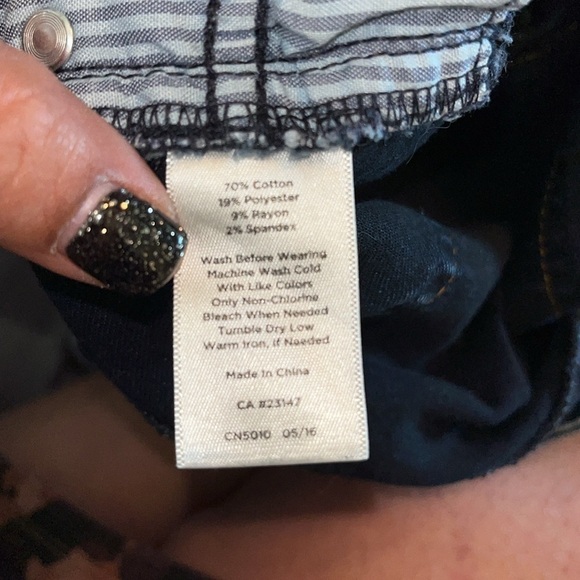 70% Cotton
19% Polyester
9% Rayon
2% Spandex
Wash Before Wearing
Machine Wash Cold
With Like Colors
Only Non-Chlorine
Bleach When Needed
Tumble Dry Low
Warm Iron, if Needed
Made In China
CA #23147
CN5010 05/16